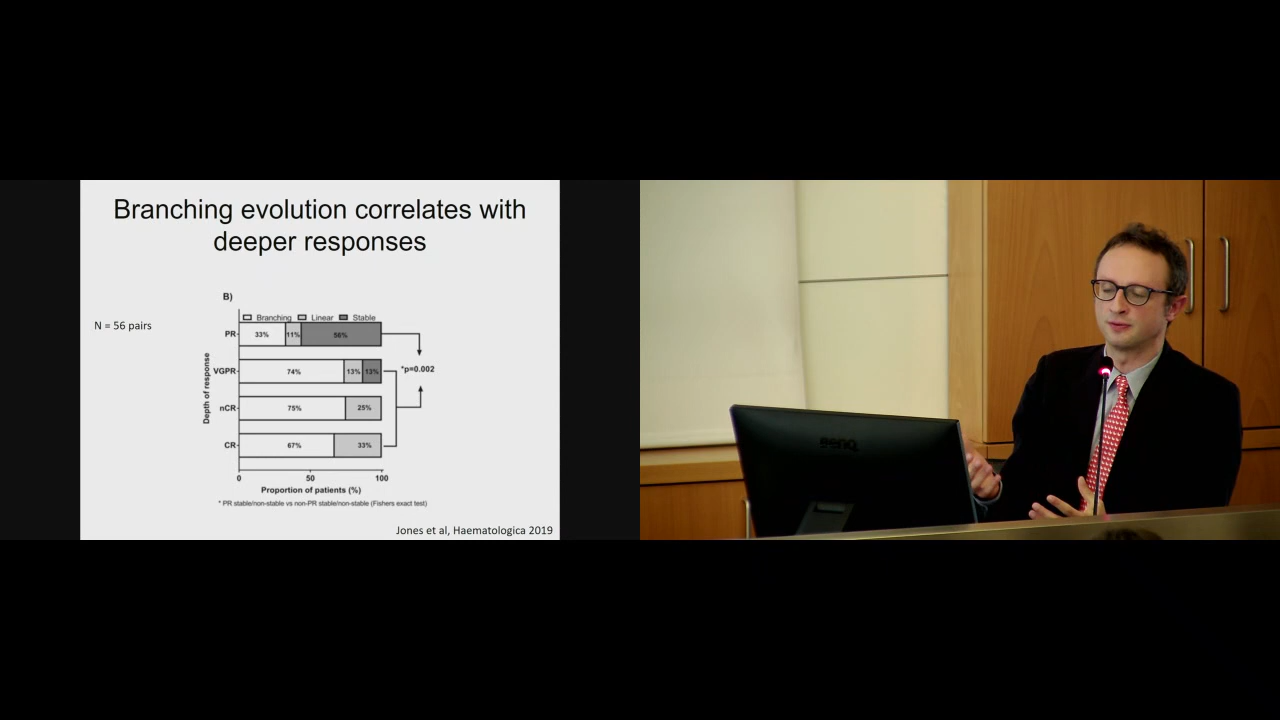 Branching evolution correlates with
deeper responses
N = 56 pairs
B)
Branching Linear Stable
PR
33% 11% 56%
VGPR
74% 13% 13%
*p=0.002
nCR
75% 25%
CR
67% 33%
Depth of response
0 50 100
Proportion of patients (%)
* PR stable/non-stable vs non-PR stable/non-stable (Fishers exact test)
Jones et al, Haematologica 2019
BenQ